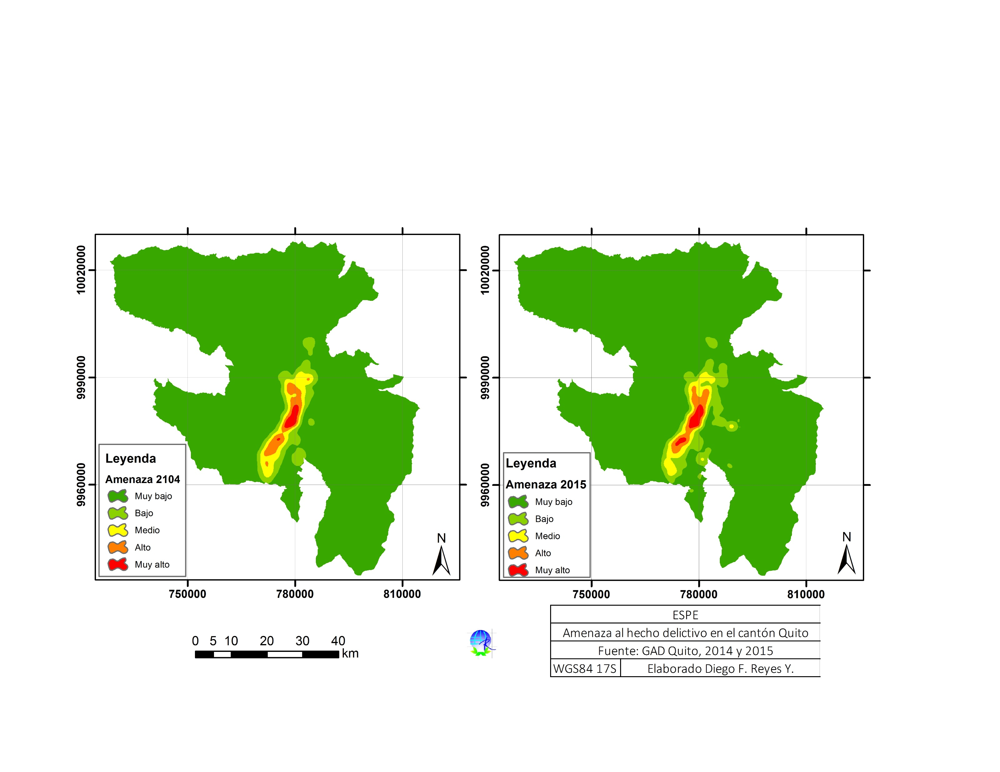 10020000
9990000
9960000
Leyenda
Amenaza 2104
Muy bajo
Bajo
Medio
Alto
Muy alto
N
750000
780000
810000
10020000
9990000
9960000
Leyenda
Amenaza 2015
Muy bajo
Bajo
Medio
Alto
Muy alto
N
750000
780000
810000
0 5 10 20 30 40
km
R
ESPE
Amenaza al hecho delictivo en el cantón Quito
Fuente: GAD Quito, 2014 y 2015
WGS84 17S Elaborado Diego F. Reyes Y.